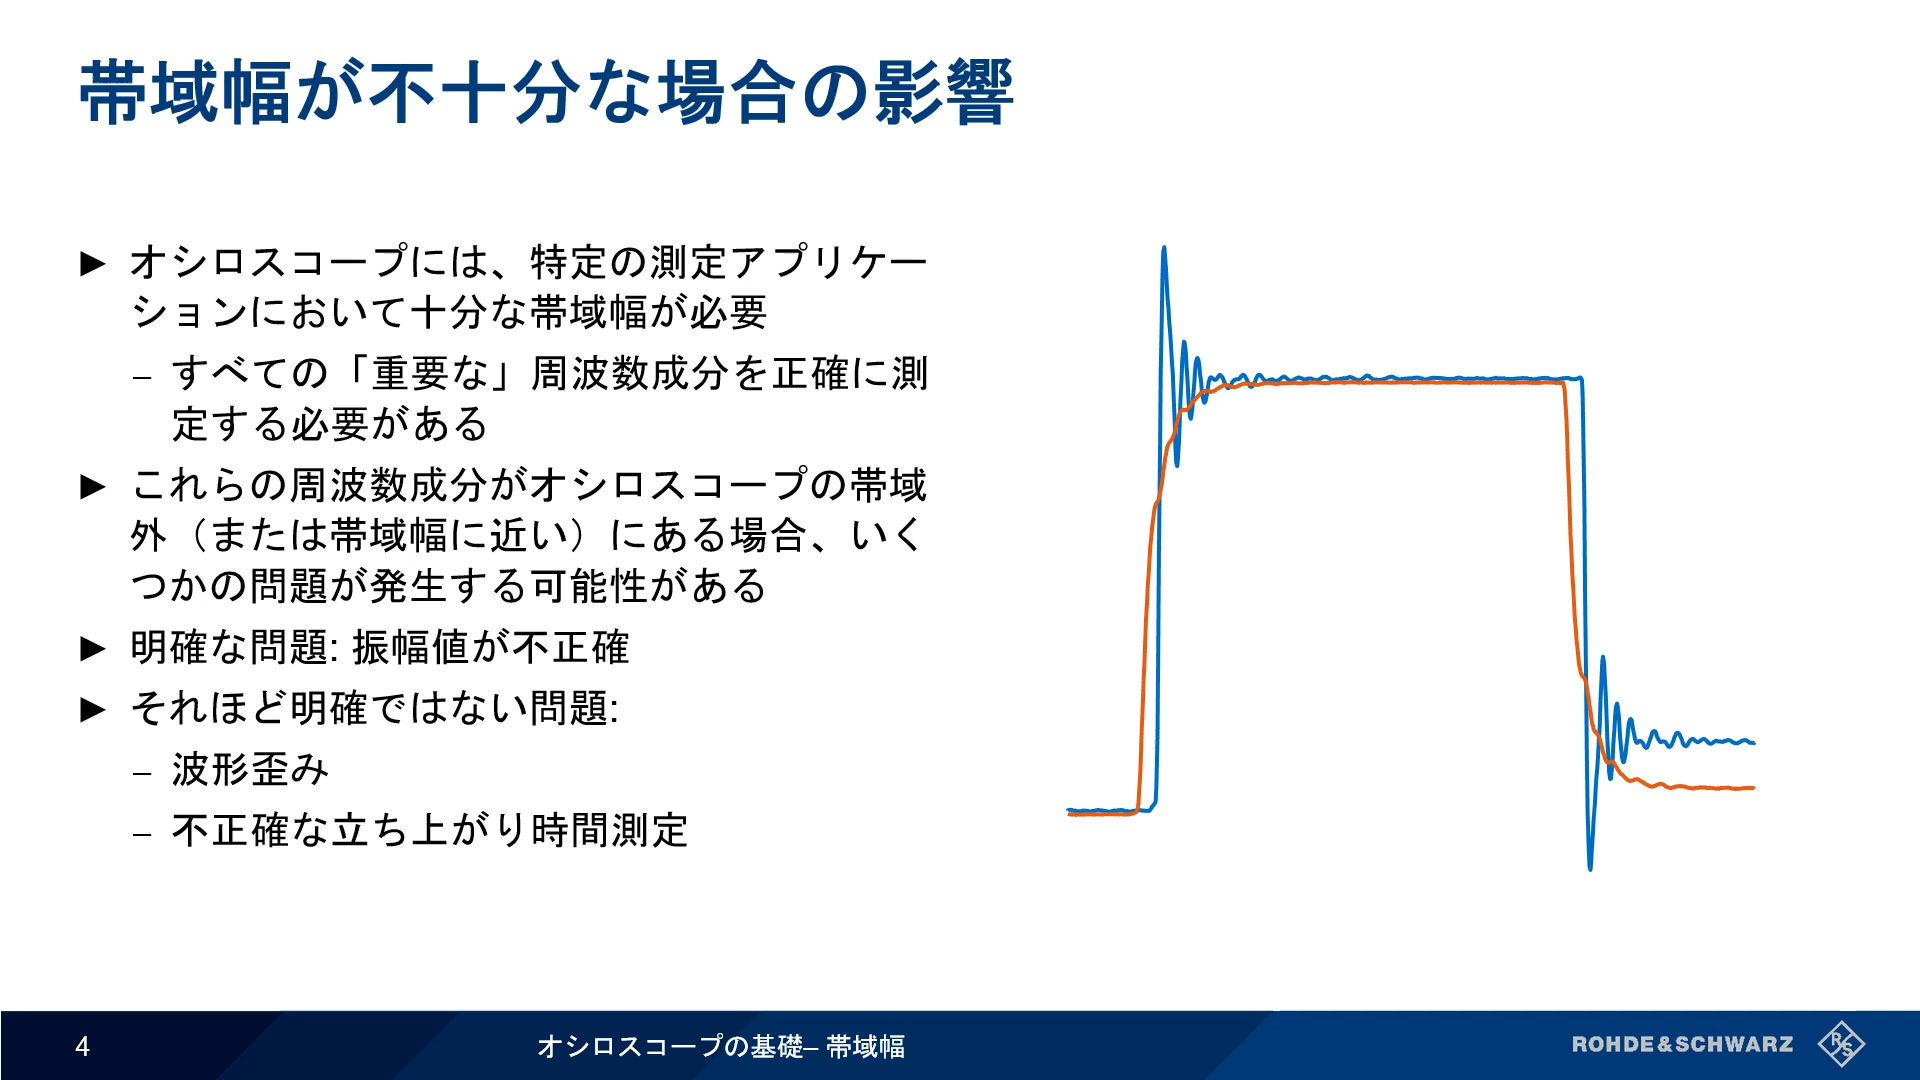 帯域幅が不十分な場合の影響
► オシロスコープには、特定の測定アプリケー
ションにおいて十分な帯域幅が必要
– すべての「重要な」周波数成分を正確に測
定する必要がある
► これらの周波数成分がオシロスコープの帯域
外（または帯域幅に近い）にある場合、いく
つかの問題が発生する可能性がある
► 明確な問題: 振幅値が不正確
► それほど明確ではない問題:
– 波形歪み
– 不正確な立ち上がり時間測定
4
オシロスコープの基礎– 帯域幅
ROHDE&SCHWARZ
R&S